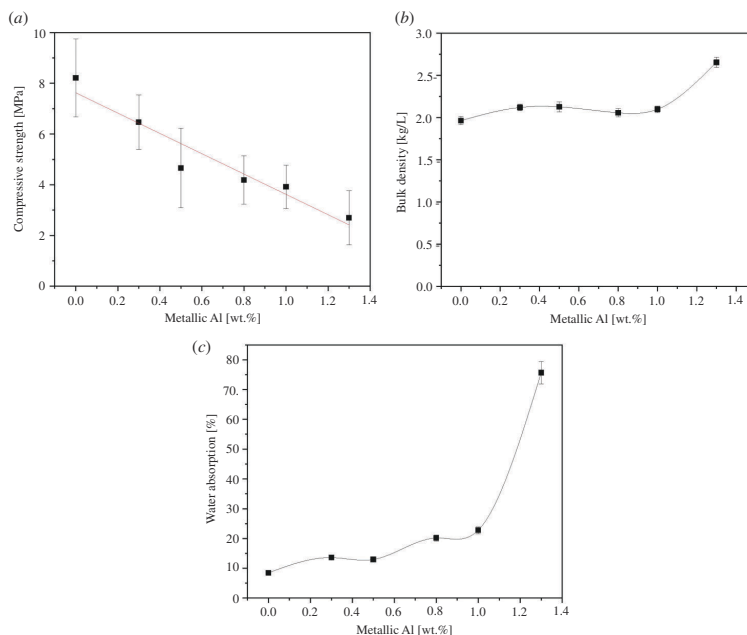 (a)
10
8
6
4
2
0
Compressive strength [MPa]
0.0 0.2 0.4 0.6 0.8 1.0 1.2 1.4
Metallic Al [wt.%]
(b)
3.0
2.5
2.0
1.5
1.0
0.5
0.0
Bulk density [kg/L]
0.0 0.2 0.4 0.6 0.8 1.0 1.2 1.4
Metallic Al [wt.%]
(c)
80
70.
60
50
40
30
20
10
0
Water absorption [%]
0.0 0.2 0.4 0.6 0.8 1.0 1.2 1.4
Metallic Al [wt.%]